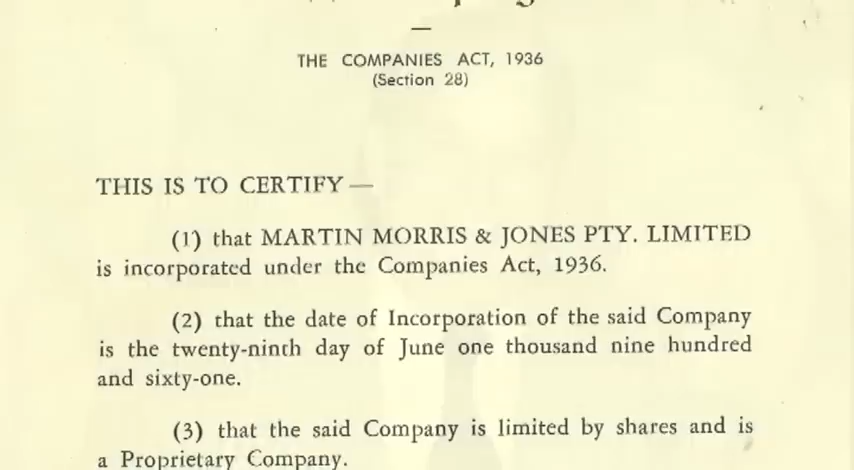 THE COMPANIES ACT, 1936
(Section 28)
THIS IS TO CERTIFY —
(1) that MARTIN MORRIS & JONES PTY. LIMITED
is incorporated under the Companies Act, 1936.
(2) that the date of Incorporation of the said Company
is the twenty-ninth day of June one thousand nine hundred
and sixty-one.
(3) that the said Company is limited by shares and is
a Proprietary Company.